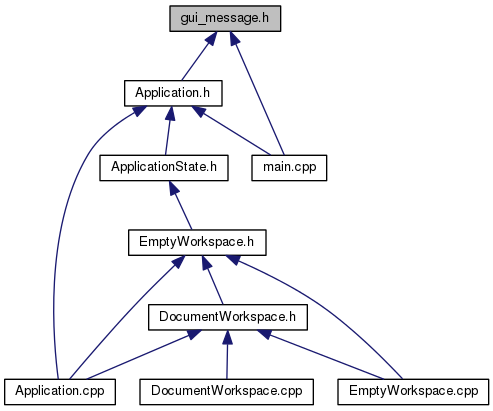 gui_message.h
Application.h
ApplicationState.h
main.cpp
EmptyWorkspace.h
DocumentWorkspace.h
Application.cpp
DocumentWorkspace.cpp
EmptyWorkspace.cpp